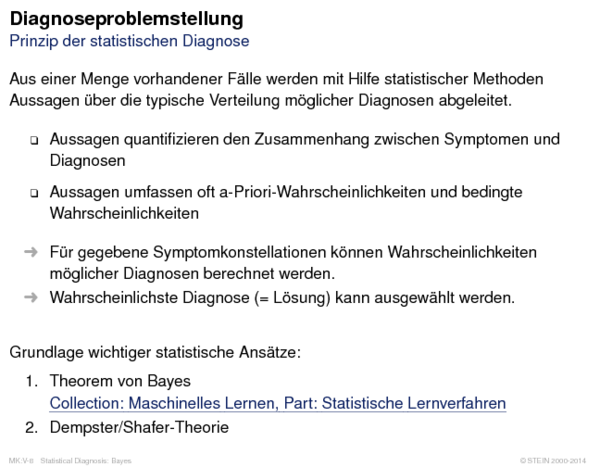 Diagnoseproblemstellung
Prinzip der statistischen Diagnose
Aus einer Menge vorhandener Fälle werden mit Hilfe statistischer Methoden
Aussagen über die typische Verteilung möglicher Diagnosen abgeleitet.
❑ Aussagen quantifizieren den Zusammenhang zwischen Symptomen und
Diagnosen
❑ Aussagen umfassen oft a-Priori-Wahrscheinlichkeiten und bedingte
Wahrscheinlichkeiten
➜ Für gegebene Symptomkonstellationen können Wahrscheinlichkeiten
möglicher Diagnosen berechnet werden.
➜ Wahrscheinlichste Diagnose (= Lösung) kann ausgewählt werden.
Grundlage wichtiger statistische Ansätze:
1. Theorem von Bayes
Collection: Maschinelles Lernen, Part: Statistische Lernverfahren
2. Dempster/Shafer-Theorie
MK:V-6 Statistical Diagnosis: Bayes © STEIN 2000-2014